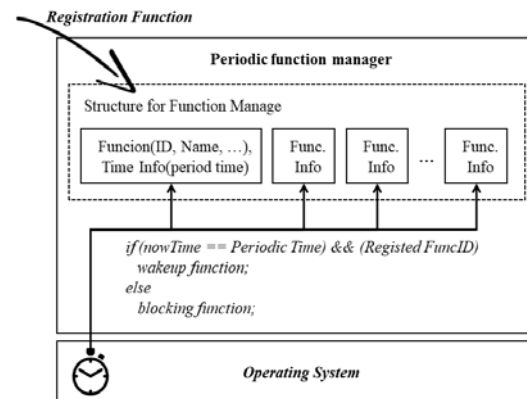 Registration Function
Periodic function manager
Structure for Function Manage
Funcion(ID, Name, …),
Time Info(period time)
Func.
Info
Func.
Info
...
Func.
Info
if (nowTime == Periodic Time) && (Registed FuncID)
wakeup function;
else
blocking function;
Operating System